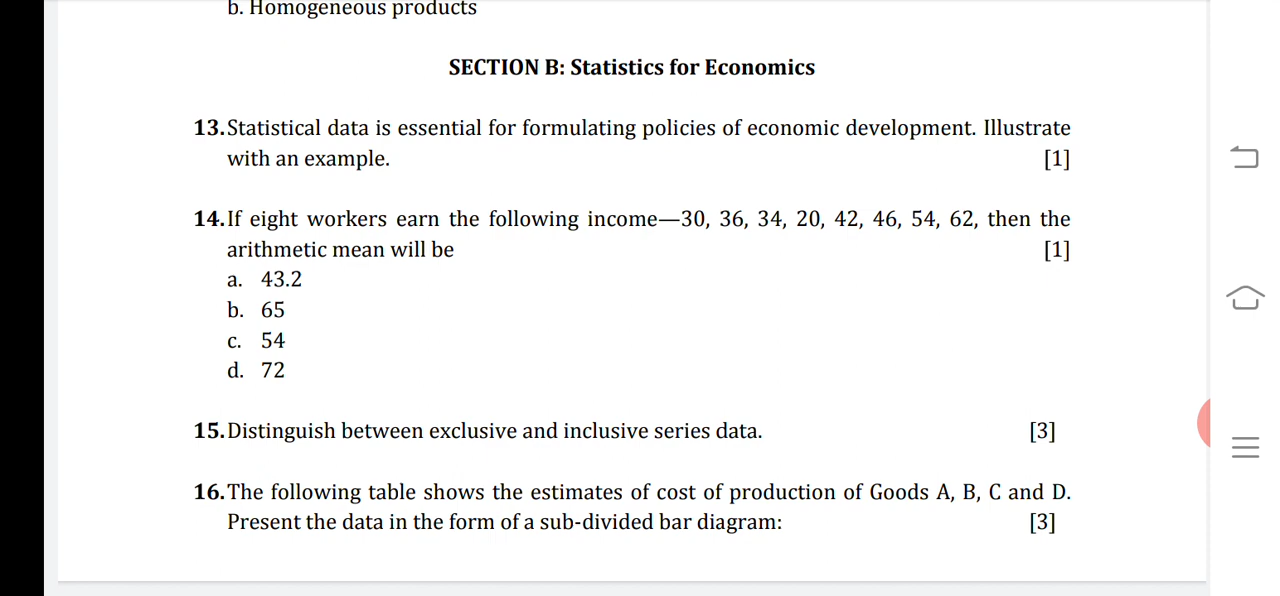 b. Homogeneous products
SECTION B: Statistics for Economics
13. Statistical data is essential for formulating policies of economic development. Illustrate
with an example. [1]
14. If eight workers earn the following income—30, 36, 34, 20, 42, 46, 54, 62, then the
arithmetic mean will be [1]
a. 43.2
b. 65
c. 54
d. 72
15. Distinguish between exclusive and inclusive series data. [3]
16. The following table shows the estimates of cost of production of Goods A, B, C and D.
Present the data in the form of a sub-divided bar diagram: [3]